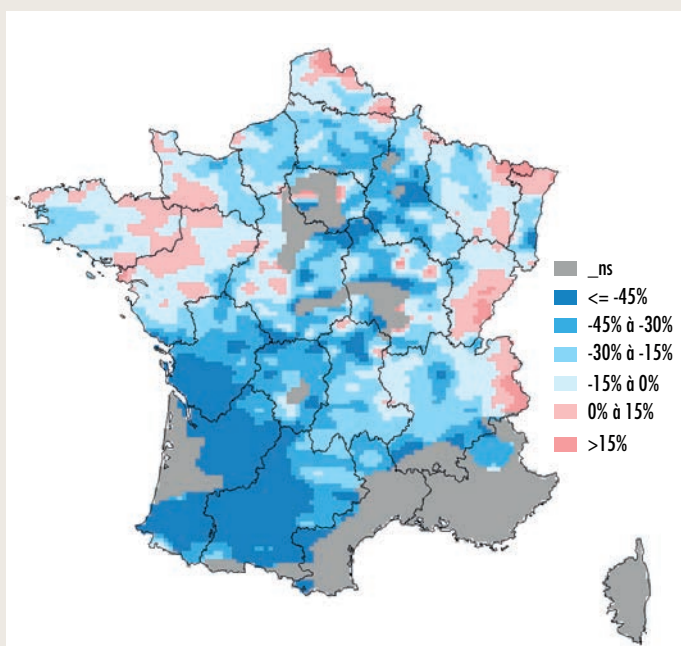 _ns
<= -45%
-45% à -30%
-30% à -15%
-15% à 0%
0% à 15%
>15%